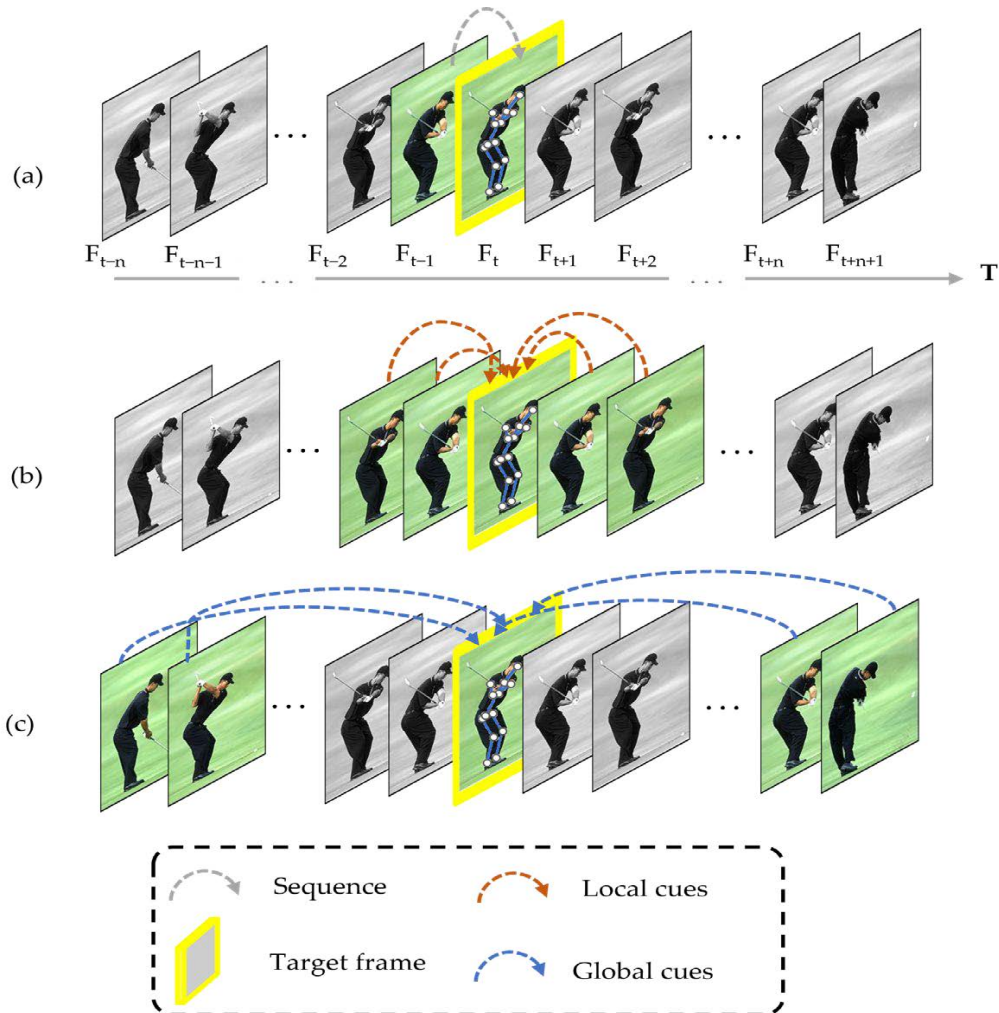 (a)
... ...
F_{t−n} F_{t−n−1} F_{t−2} F_{t−1} F_t F_{t+1} F_{t+2} F_{t+n} F_{t+n+1}
... ... T
(b)
... ...
(c)
... ...
Sequence Local cues
Target frame Global cues